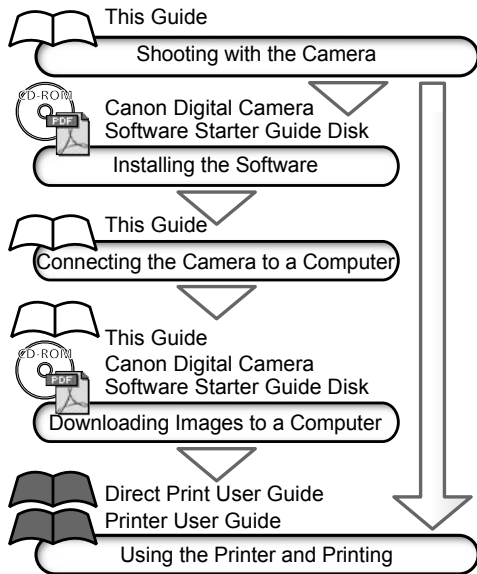 This Guide
Shooting with the Camera
CD-ROM
PDF
Canon Digital Camera
Software Starter Guide Disk
Installing the Software
This Guide
Connecting the Camera to a Computer
This Guide
CD-ROM
PDF
Canon Digital Camera
Software Starter Guide Disk
Downloading Images to a Computer
Direct Print User Guide
Printer User Guide
Using the Printer and Printing